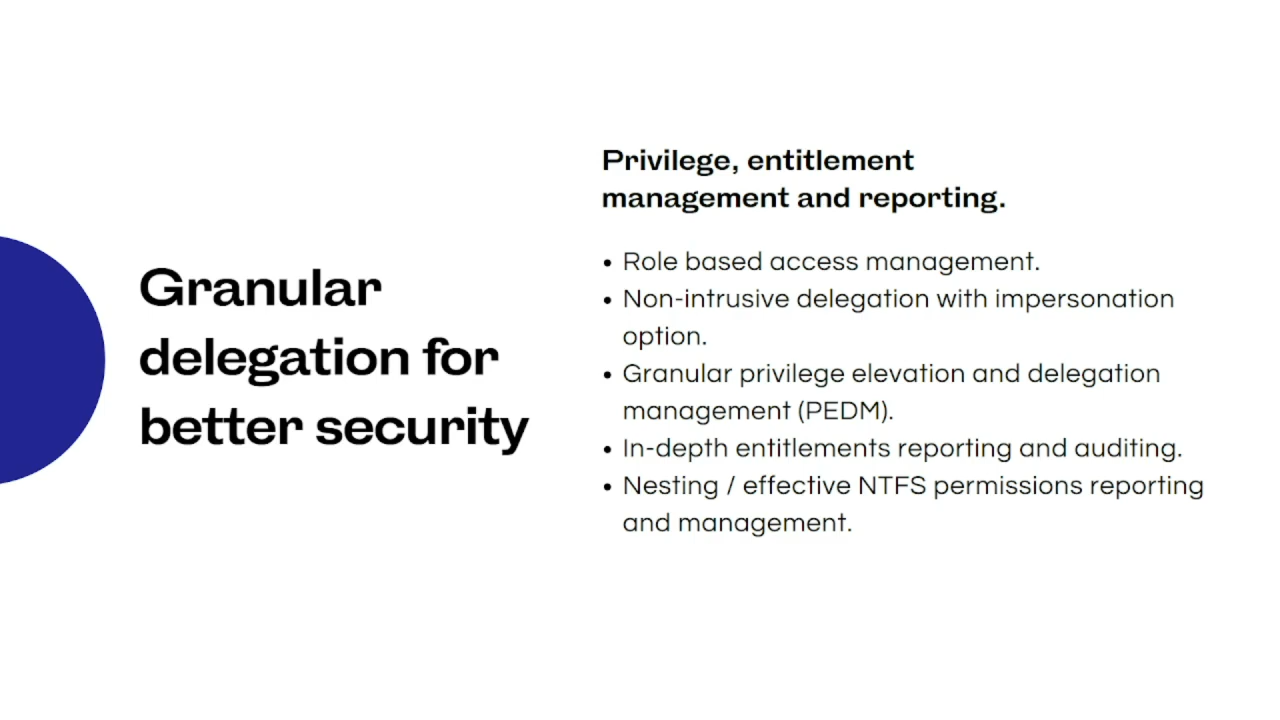 Granular
delegation for
better security
Privilege, entitlement
management and reporting.
• Role based access management.
• Non-intrusive delegation with impersonation
option.
• Granular privilege elevation and delegation
management (PEDM).
• In-depth entitlements reporting and auditing.
• Nesting / effective NTFS permissions reporting
and management.